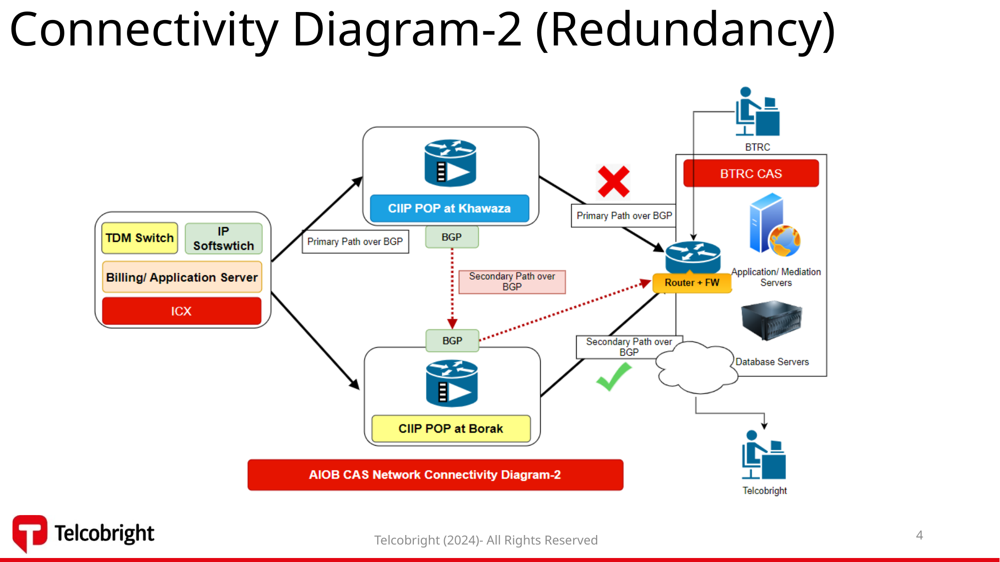 Connectivity Diagram-2 (Redundancy)
BTRC
BTRC CAS
CIIP POP at Khawaza
Primary Path over BGP
TDM Switch
IP
Softswtich
Primary Path over BGP
BGP
Billing/ Application Server
Secondary Path over
BGP
Application/ Mediation
Servers
Router + FW
ICX
BGP
Secondary Path over
BGP
Database Servers
CIIP POP at Borak
AIOB CAS Network Connectivity Diagram-2
Telcobright
Telcobright
Telcobright (2024)- All Rights Reserved
4